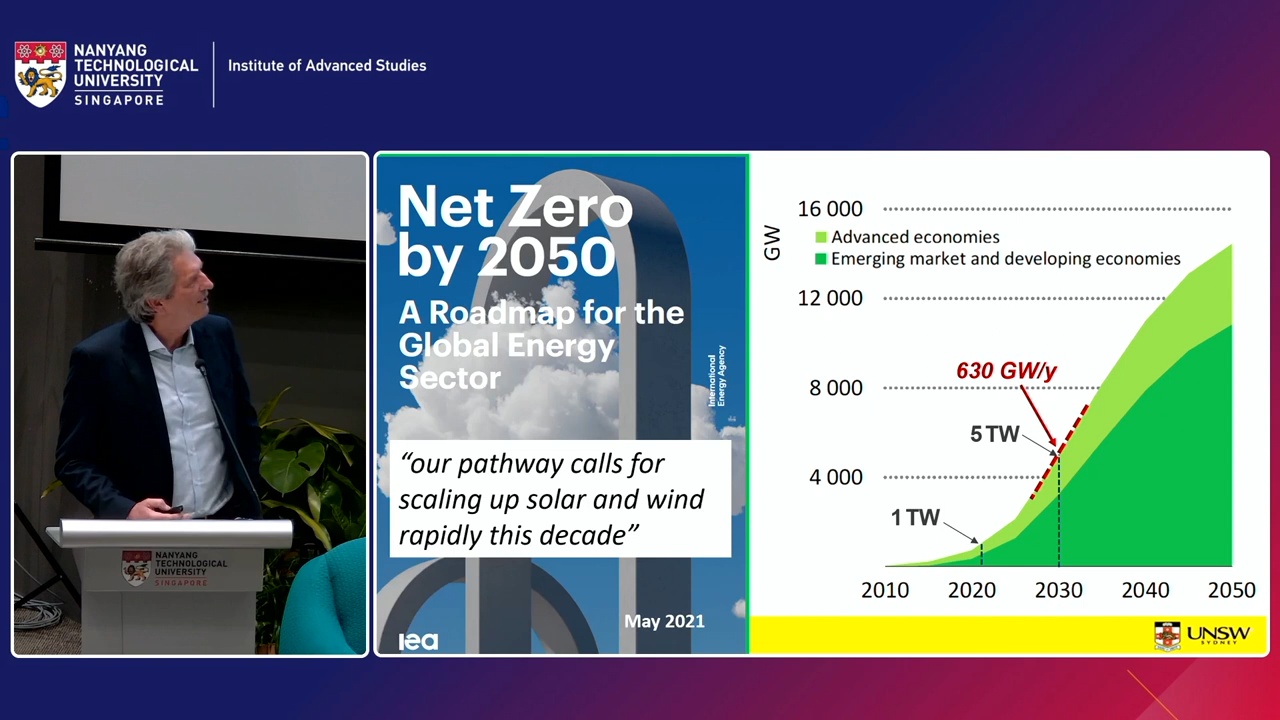 NANYANG
TECHNOLOGICAL
UNIVERSITY
SINGAPORE
Institute of Advanced Studies
NANYANG
TECHNOLOGICAL
UNIVERSITY
SINGAPORE
Net Zero
by 2050
A Roadmap for the
Global Energy
Sector
International
Energy Agency
“our pathway calls for
scaling up solar and wind
rapidly this decade”
May 2021
iea
GW
16 000
Advanced economies
Emerging market and developing economies
12 000
630 GW/y
8 000
5 TW
4 000
1 TW
2010 2020 2030 2040 2050
UNSW
SYDNEY